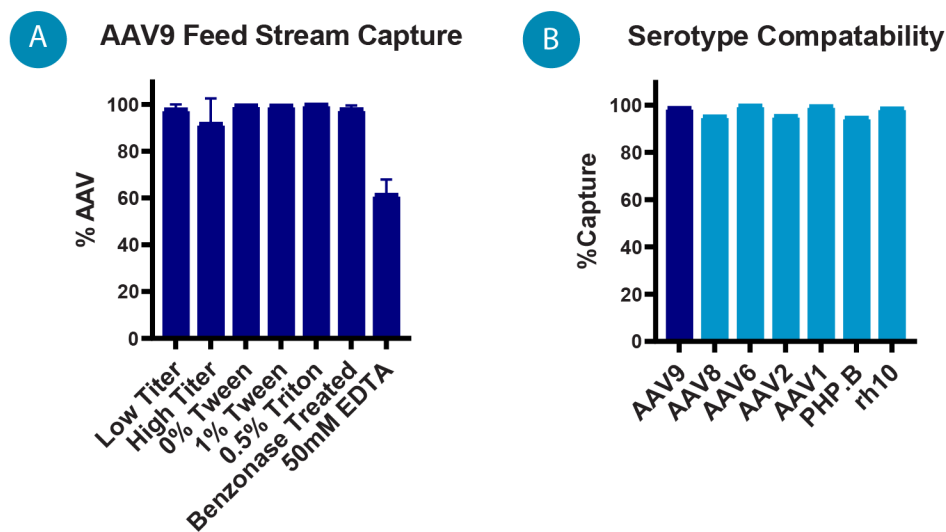 A
AAV9 Feed Stream Capture
% AAV
100
80
60
40
20
0
Low Titer
High Titer
0% Tween
1% Tween
0.5% Triton
Benzonase Treated
50mM EDTA
B
Serotype Compatability
%Capture
100
80
60
40
20
0
AAV9
AAV8
AAV6
AAV2
AAV1
PHP.B
rh10